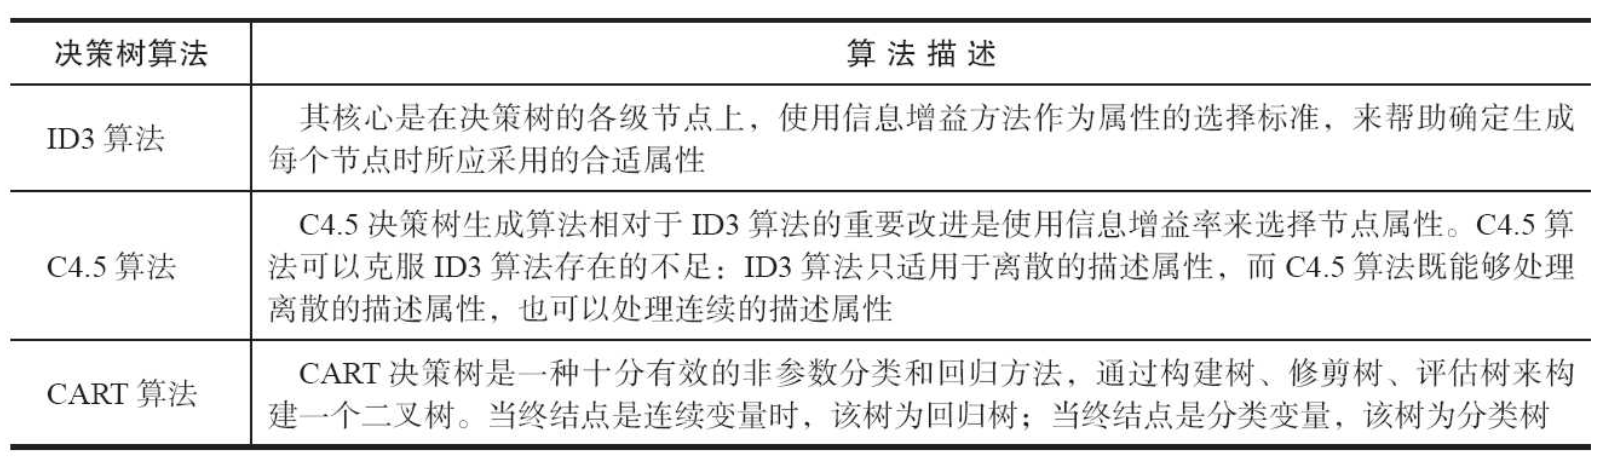 决策树算法
算法描述
ID3 算法
其核心是在决策树的各级节点上，使用信息增益方法作为属性的选择标准，来帮助确定生成
每个节点时所应采用的合适属性
C4.5 算法
C4.5 决策树生成算法相对于 ID3 算法的重要改进是使用信息增益率来选择节点属性。C4.5 算
法可以克服 ID3 算法存在的不足：ID3 算法只适用于离散的描述属性，而 C4.5 算法既能够处理
离散的描述属性，也可以处理连续的描述属性
CART 算法
CART 决策树是一种十分有效的非参数分类和回归方法，通过构建树、修剪树、评估树来构
建一个二叉树。当终结点是连续变量时，该树为回归树；当终结点是分类变量，该树为分类树